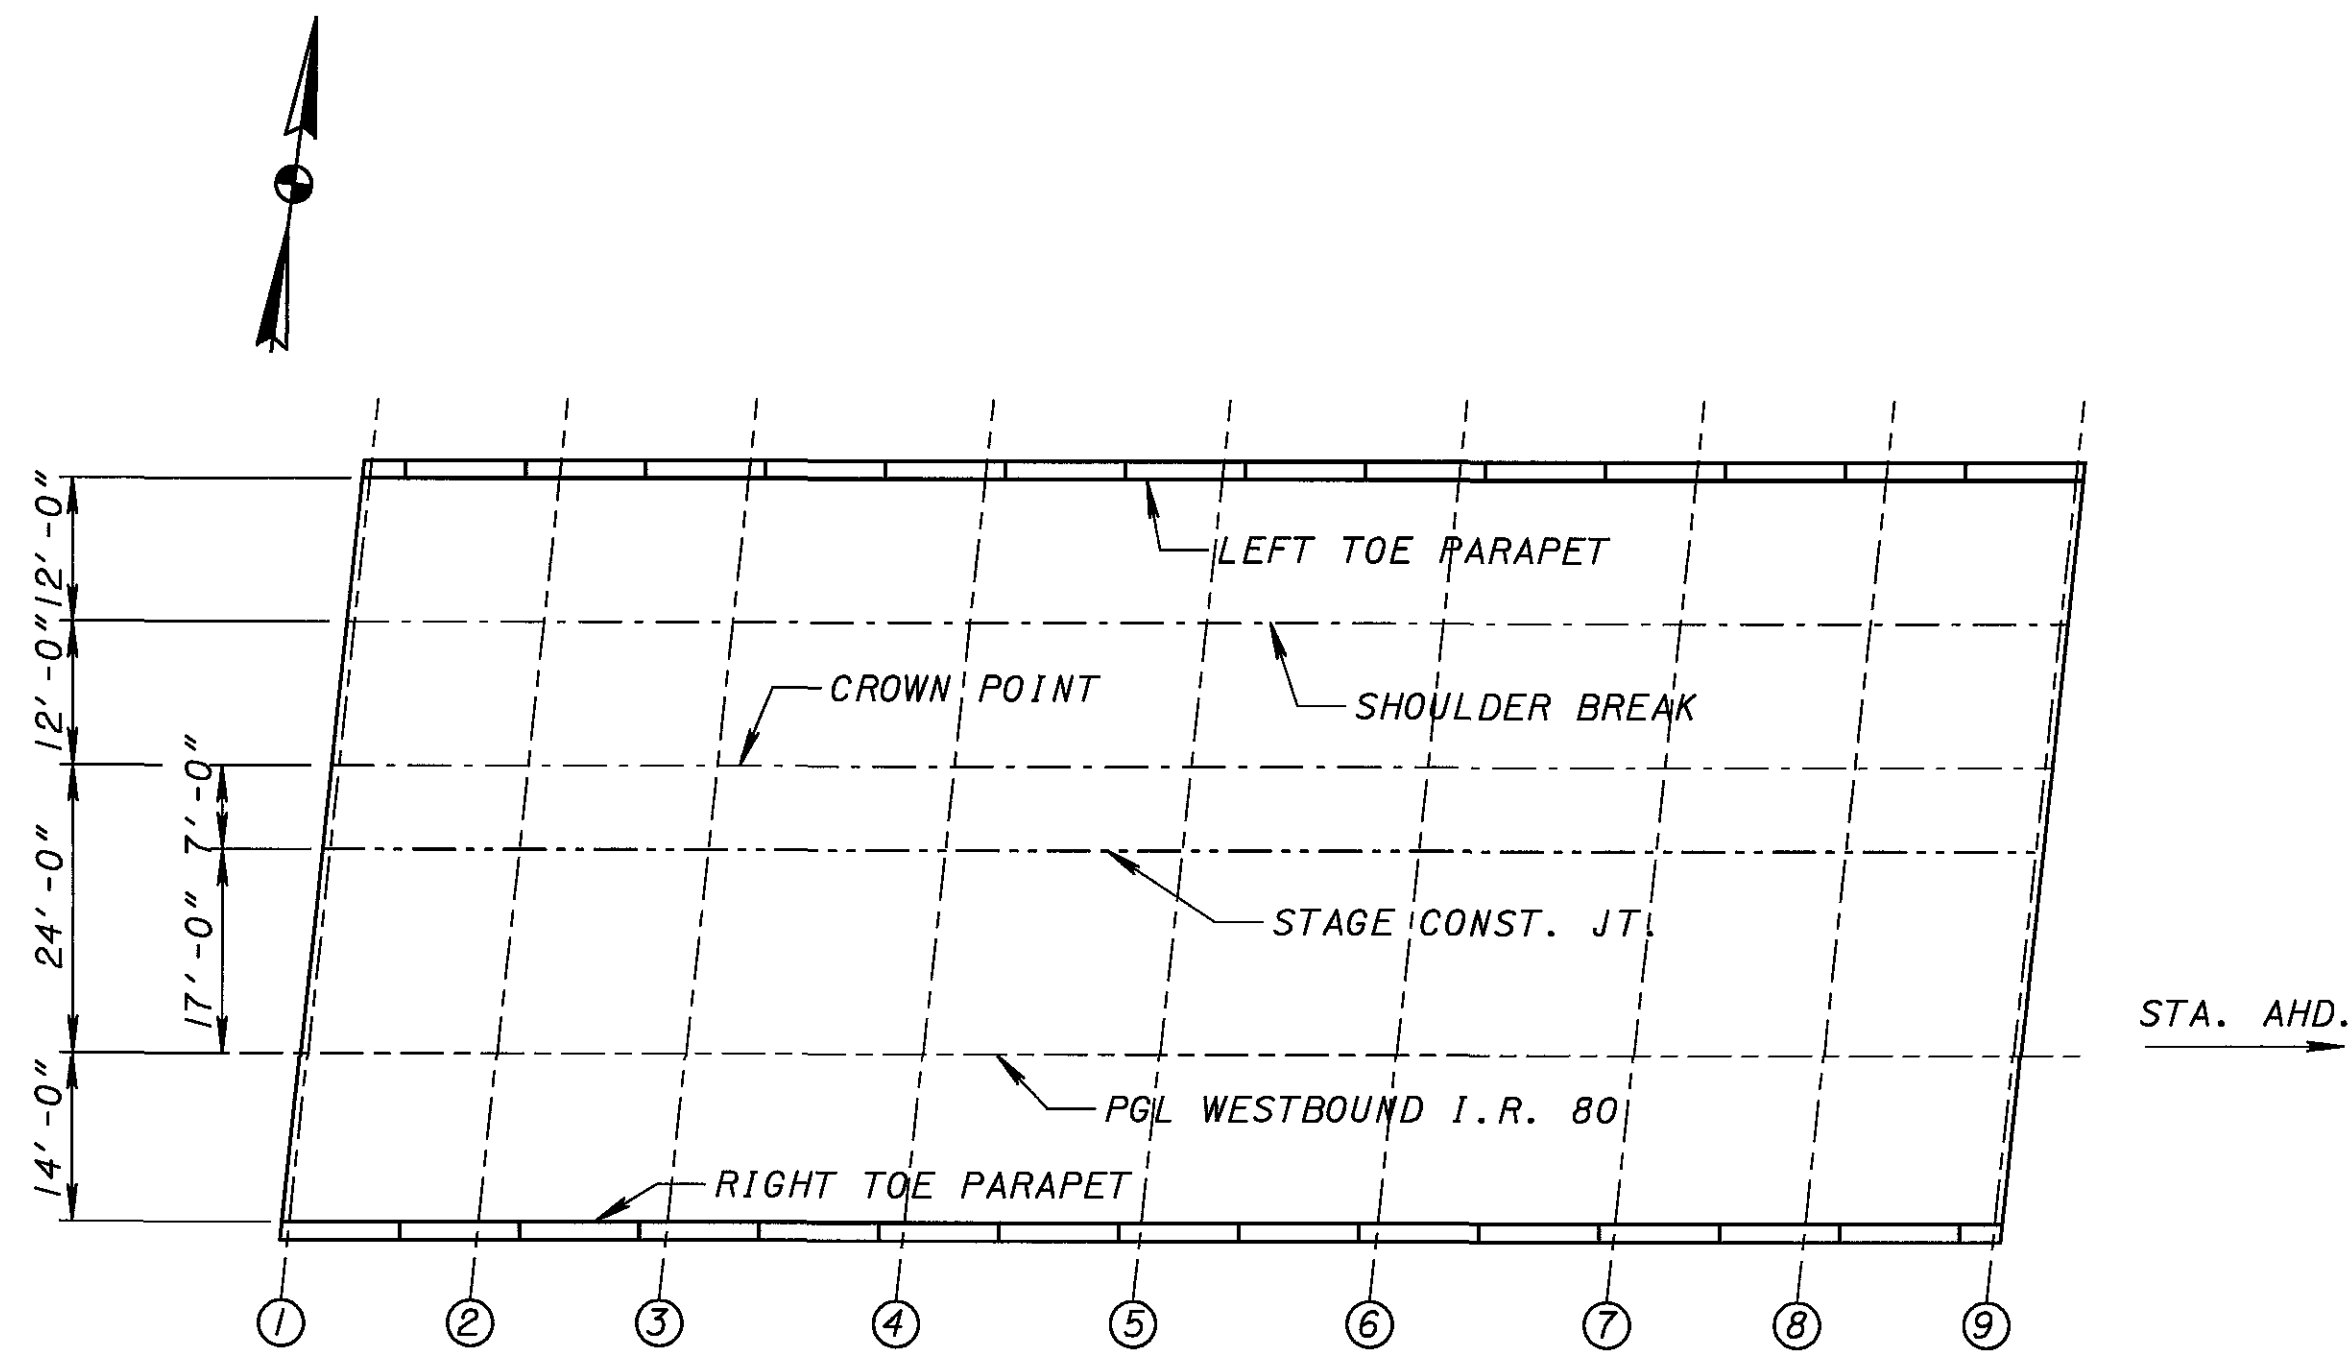 12'-0"
LEFT TOE PARAPET
12'-0"
CROWN POINT
SHOULDER BREAK
7'-0"
24'-0"
17'-0"
STAGE CONST. JT.
STA. AHD.
14'-0"
PGL WESTBOUND I.R. 80
RIGHT TOE PARAPET
1 2 3 4 5 6 7 8 9